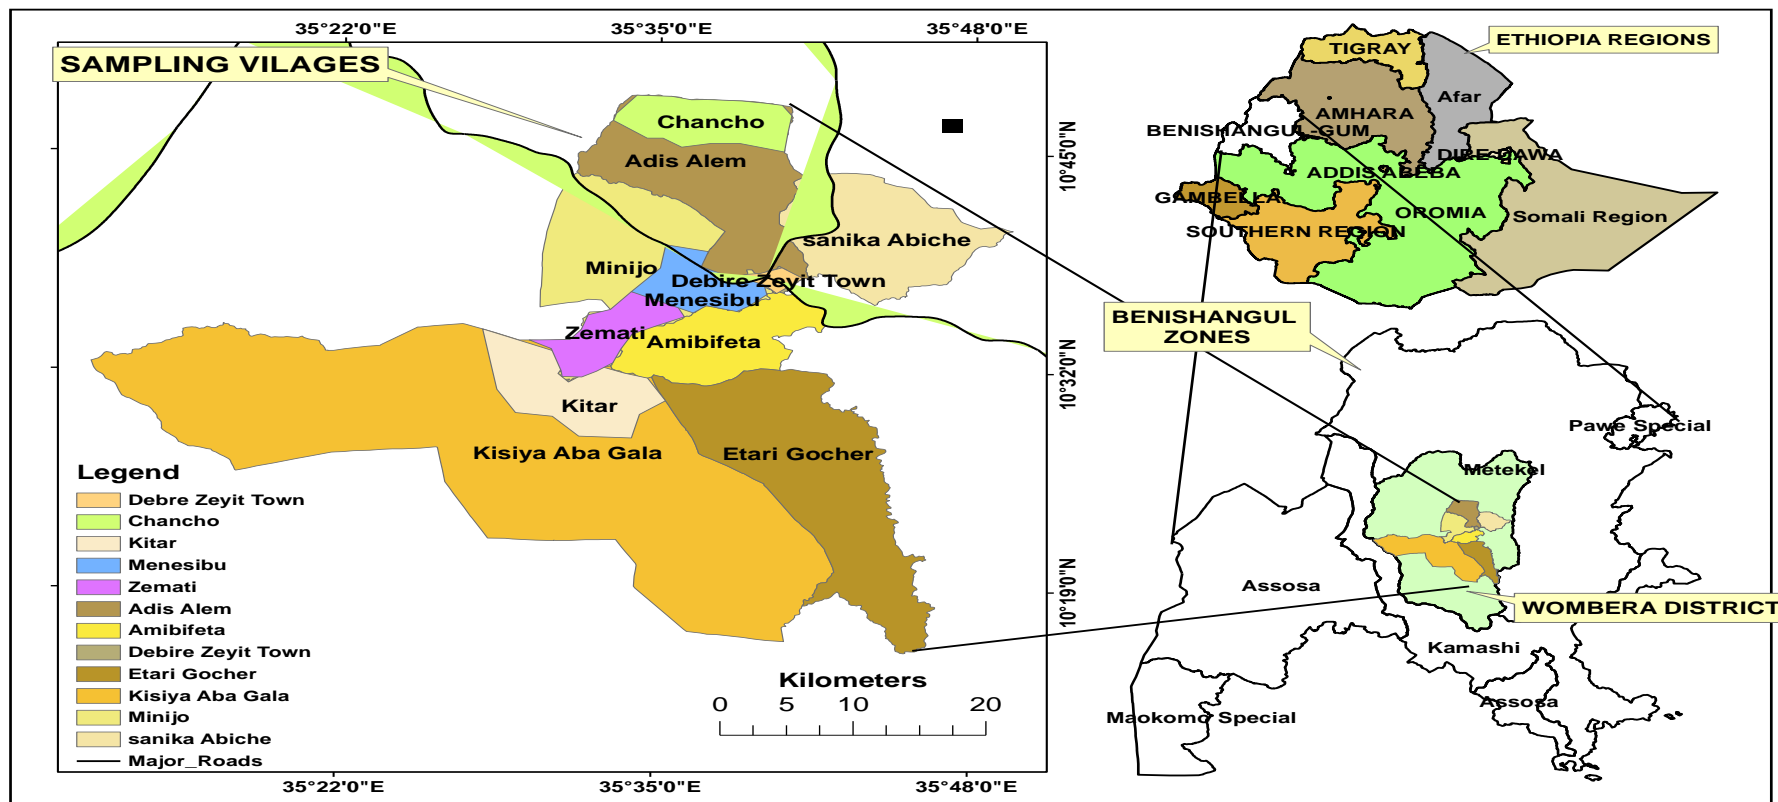 35°22'0"E 35°35'0"E 35°48'0"E
SAMPLING VILAGES
Chancho
Adis Alem
sanika Abiche
Minijo
Debire Zeyit Town
Menesibu
Zemati
Amibifeta
Kitar
Kisiya Aba Gala
Etari Gocher
Legend
Debre Zeyit Town
Chancho
Kitar
Menesibu
Zemati
Adis Alem
Amibifeta
Debire Zeyit Town
Etari Gocher
Kisiya Aba Gala
Minijo
sanika Abiche
Major_Roads
Kilometers
0 5 10 20
35°22'0"E 35°35'0"E 35°48'0"E
10°45'0"N
10°32'0"N
10°19'0"N
ETHIOPIA REGIONS
TIGRAY
Afar
AMHARA
BENISHANGUL-GUM
DIRE-DAWA
ADDIS ABEBA
GAMBELLA
OROMIA
Somali Region
SOUTHERN REGION
BENISHANGUL
ZONES
Pawe Special
Metekel
Assosa
WOMBERA DISTRICT
Kamashi
Assosa
Maokomo Special